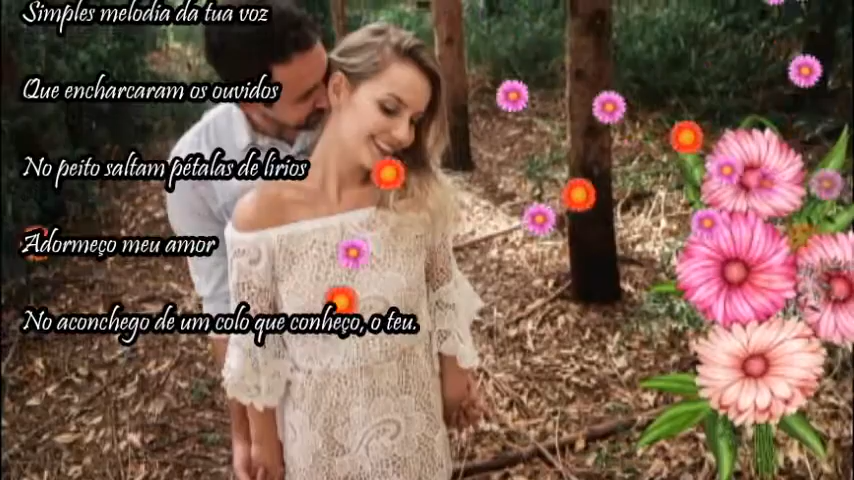 Simples melodia da tua voz
Que encharcaram os ouvidos
No peito saltam pétalas de lírios
Adormeço meu amor
No aconchego de um colo que conheço, o teu.